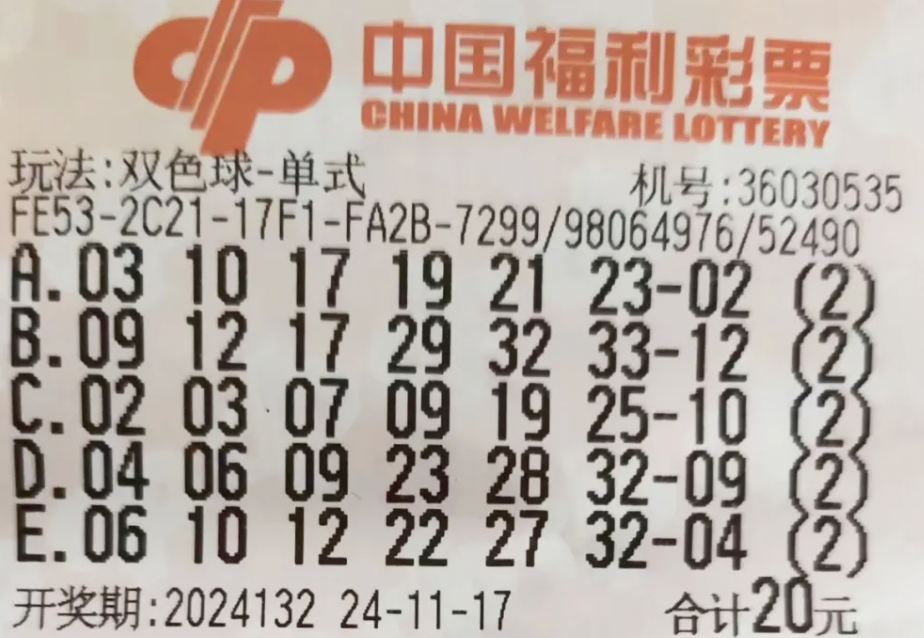 中国福利彩票
CHINA WELFARE LOTTERY
玩法:双色球-单式 机号:36030535
FE53-2C21-17F1-FA2B-7299/98064976/52490
A.03 10 17 19 21 23-02 (2)
B.09 12 17 29 32 33-12 (2)
C.02 03 07 09 19 25-10 (2)
D.04 06 09 23 28 32-09 (2)
E.06 10 12 22 27 32-04 (2)
开奖期:2024132 24-11-17 合计20元